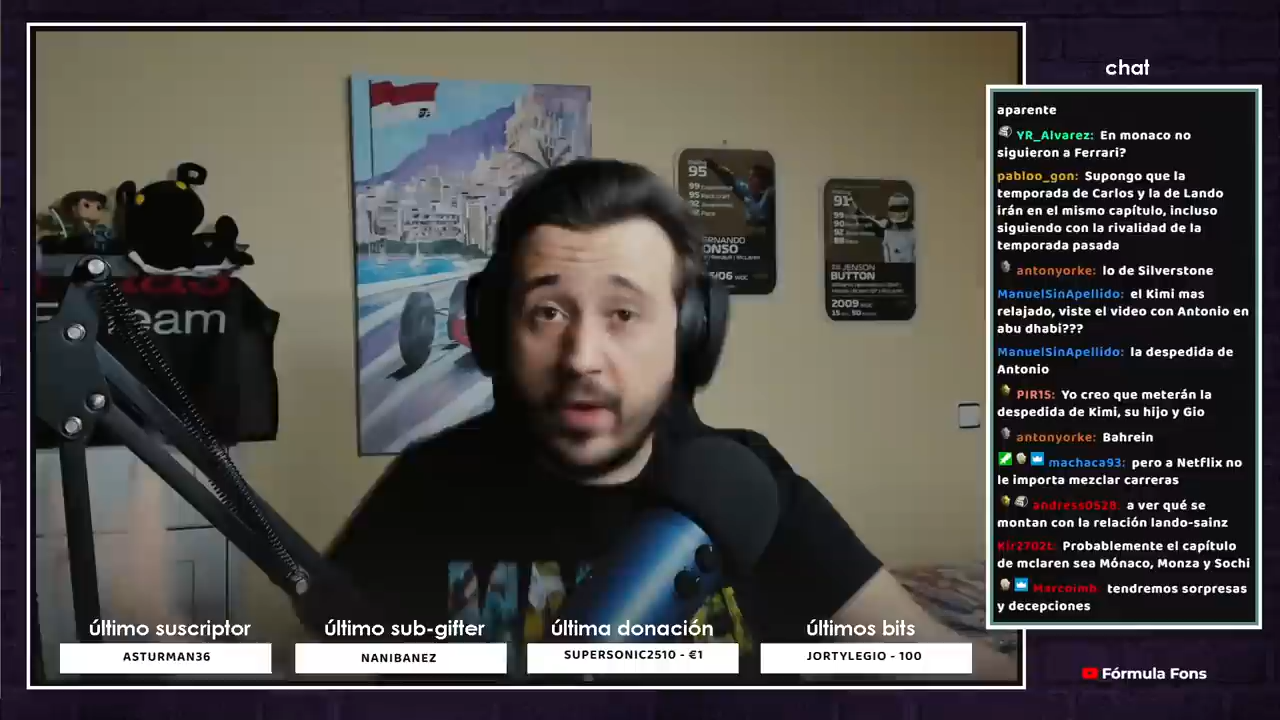 chat
aparente
YR_Alvarez: En monaco no
siguieron a Ferrari?
pabloo_gon: Supongo que la
temporada de Carlos y la de Lando
irán en el mismo capítulo, incluso
siguiendo con la rivalidad de la
temporada pasada
antonyorke: lo de Silverstone
ManuelSinApellido: el Kimi mas
relajado, viste el video con Antonio en
abu dhabi???
ManuelSinApellido: la despedida de
Antonio
PIR15: Yo creo que meterán la
despedida de Kimi, su hijo y Gio
antonyorke: Bahrein
machaca93: pero a Netflix no
le importa mezclar carreras
andress0528: a ver qué se
montan con la relación lando-sainz
Kir2702t: Probablemente el capítulo
de mclaren sea Mónaco, Monza y Sochi
Marcoimb: tendremos sorpresas
y decepciones
Fórmula Fons
95
91
JENSON
BUTTON
2009
eam
último suscriptor
ASTURMAN36
último sub-gifter
NANIBANEZ
última donación
SUPERSONIC2510 - €1
últimos bits
JORTYLEGIO - 100